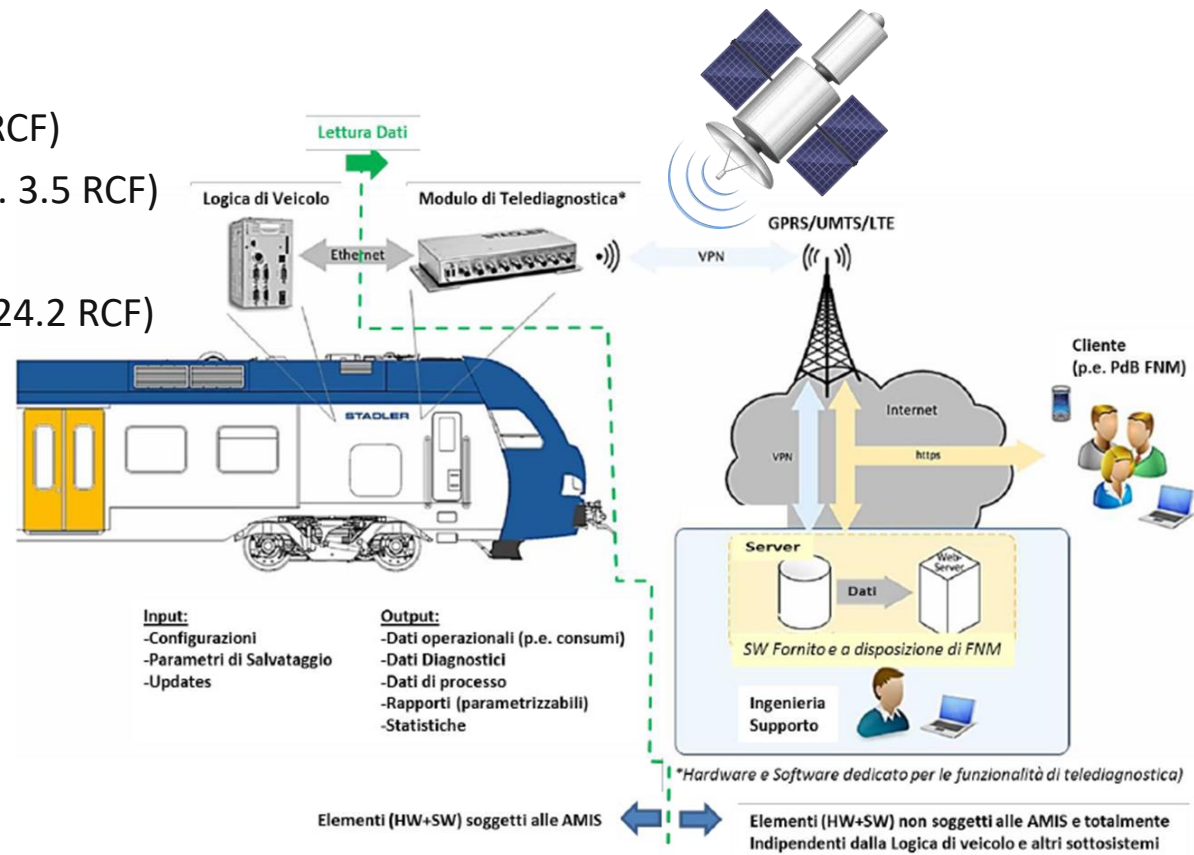 RCF)
. 3.5 RCF)
24.2 RCF)
Lettura Dati
Logica di Veicolo
Modulo di Telediagnostica*
Ethernet
STADLER
VPN
GPRS/UMTS/LTE
STADLER
Cliente
(p.e. PdB FNM)
Internet
VPN
https
Server
Dati
Web-
Server
SW Fornito e a disposizione di FNM
Ingenieria
Supporto
Input:
-Configurazioni
-Parametri di Salvataggio
-Updates
Output:
-Dati operazionali (p.e. consumi)
-Dati Diagnostici
-Dati di processo
-Rapporti (parametrizzabili)
-Statistiche
*Hardware e Software dedicato per le funzionalità di telediagnostica)
Elementi (HW+SW) soggetti alle AMIS
Elementi (HW+SW) non soggetti alle AMIS e totalmente
Indipendenti dalla Logica di veicolo e altri sottosistemi